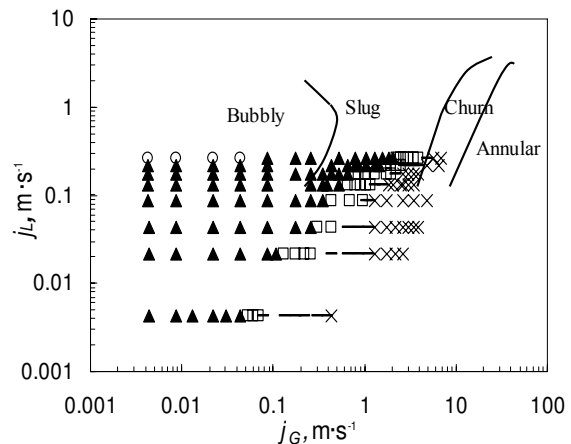 10
1
0.1
0.01
0.001
j_L, m·s⁻¹
Bubbly
Slug
Churn
Annular
0.001
0.01
0.1
1
10
100
j_G, m·s⁻¹